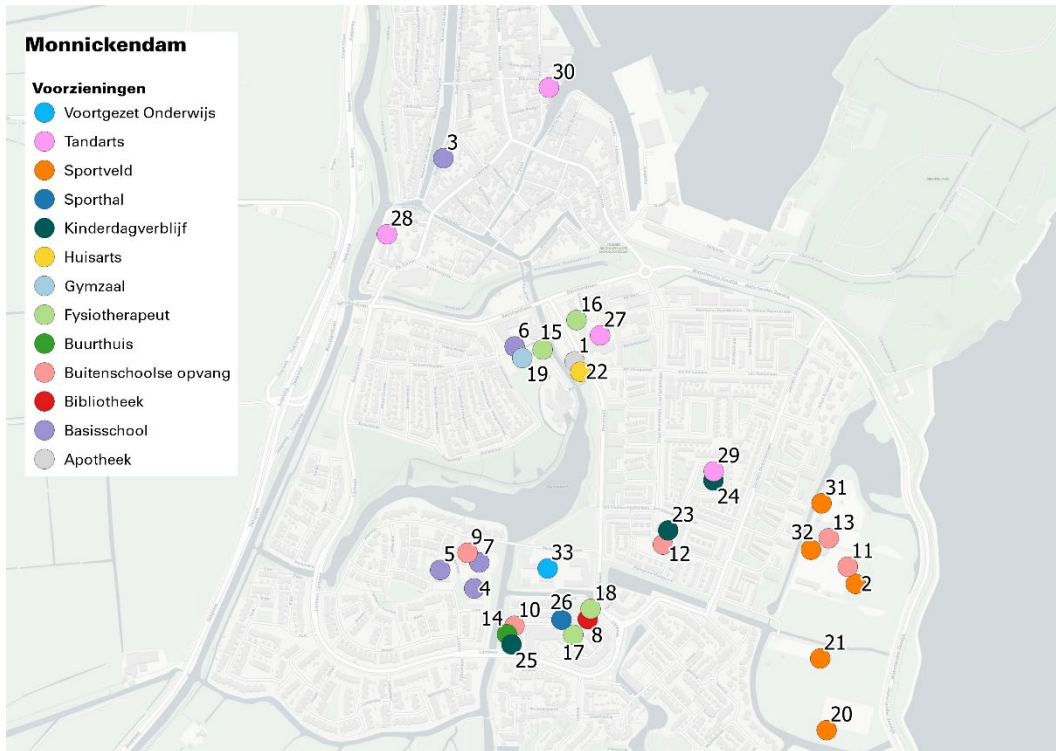 Monnickendam
Voorzieningen
Voortgezet Onderwijs
Tandarts
Sportveld
Sporthal
Kinderdagverblijf
Huisarts
Gymzaal
Fysiotherapeut
Buurthuis
Buitenschoolse opvang
Bibliotheek
Basisschool
Apotheek
30
3
28
16
27
6
15
1
19
22
29
24
31
23
13
32
12
11
9
7
5
33
2
4
18
26
10
14
8
17
25
21
20